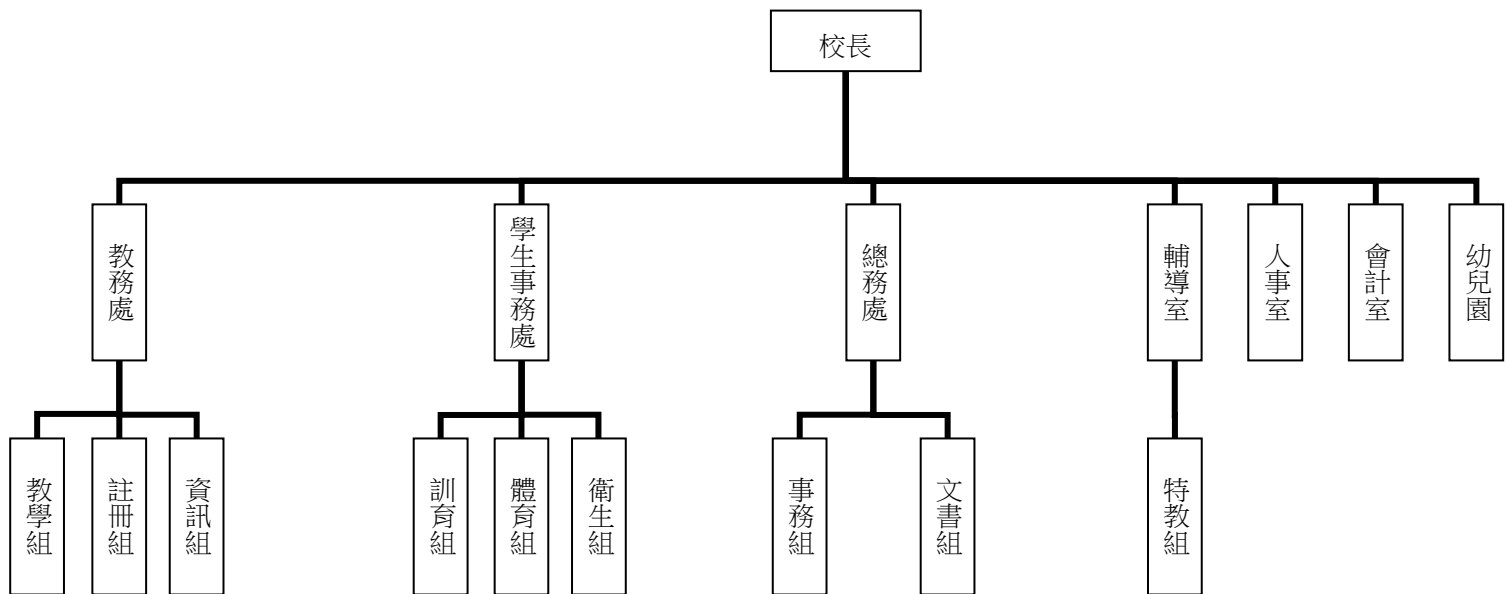 校長
教務處
學生事務處
總務處
輔導室
人事室
會計室
幼兒園
教學組
註冊組
資訊組
訓育組
體育組
衛生組
事務組
文書組
特教組